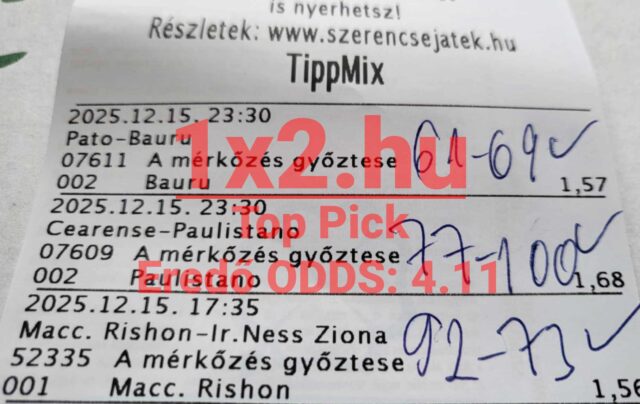 is nyerhetsz!
Részletek: www.szerencsejatek.hu
TippMix
2025.12.15. 23:30
Pato-Bauru
07611 A mérkőzés győztese 61-69 ✓
002 Bauru 1,57
1x2.hu
2025.12.15. 23:30
Top Pick
Cearense-Paulistano
07609 A mérkőzés győztese 77-100 ✓
Eredő ODDS: 4.11
002 Paulistano 1,68
2025.12.15. 17:35
Macc. Rishon-Ir.Ness Ziona
52335 A mérkőzés győztese 92-73 ✓
001 Macc. Rishon 1,56